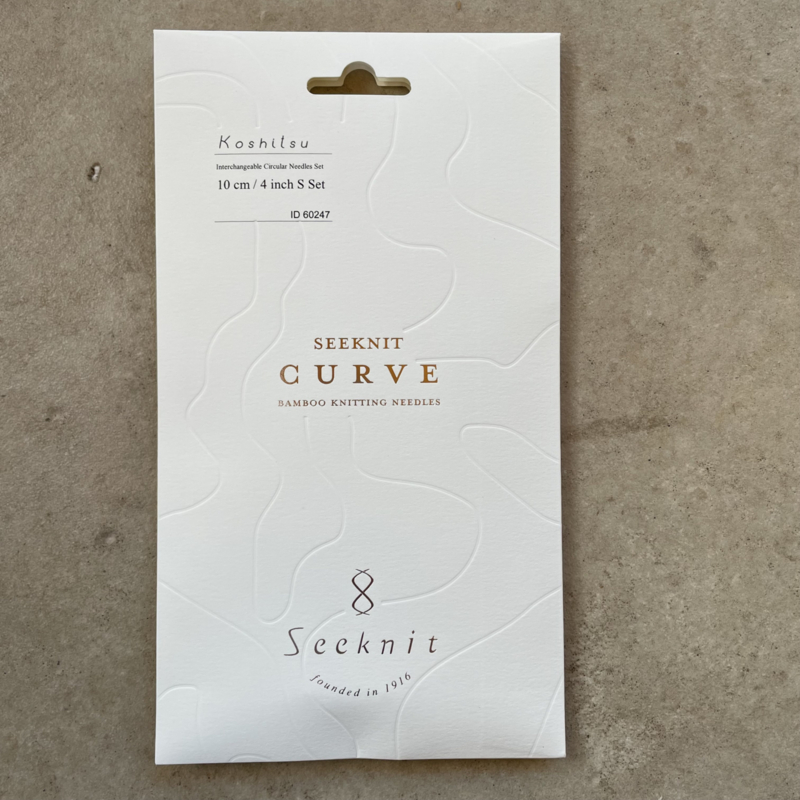 Koshitsu
Interchangeable Circular Needles Set
10 cm / 4 inch S Set
ID 60247
SEEKNIT
CURVE
BAMBOO KNITTING NEEDLES
Seeknit
founded in 1916